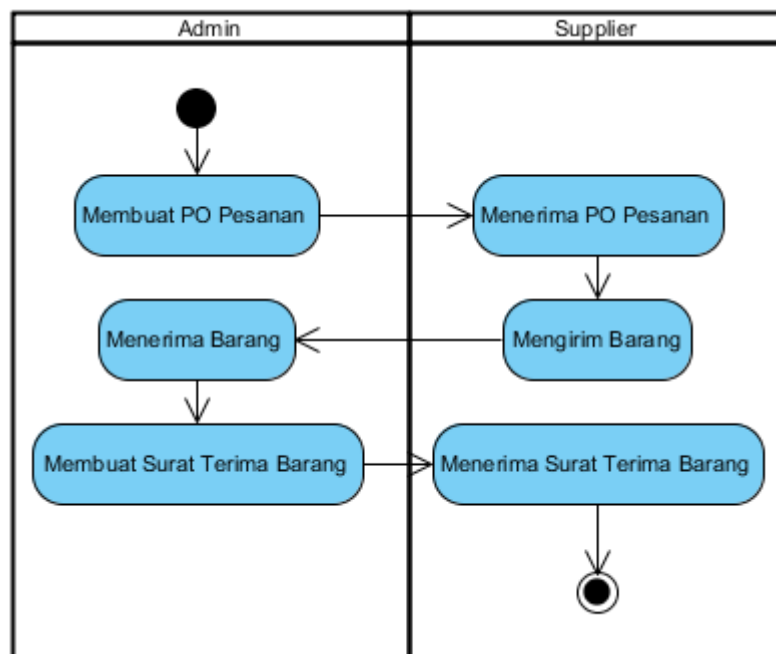 Admin
Supplier
Membuat PO Pesanan
Menerima PO Pesanan
Menerima Barang
Mengirim Barang
Membuat Surat Terima Barang
Menerima Surat Terima Barang